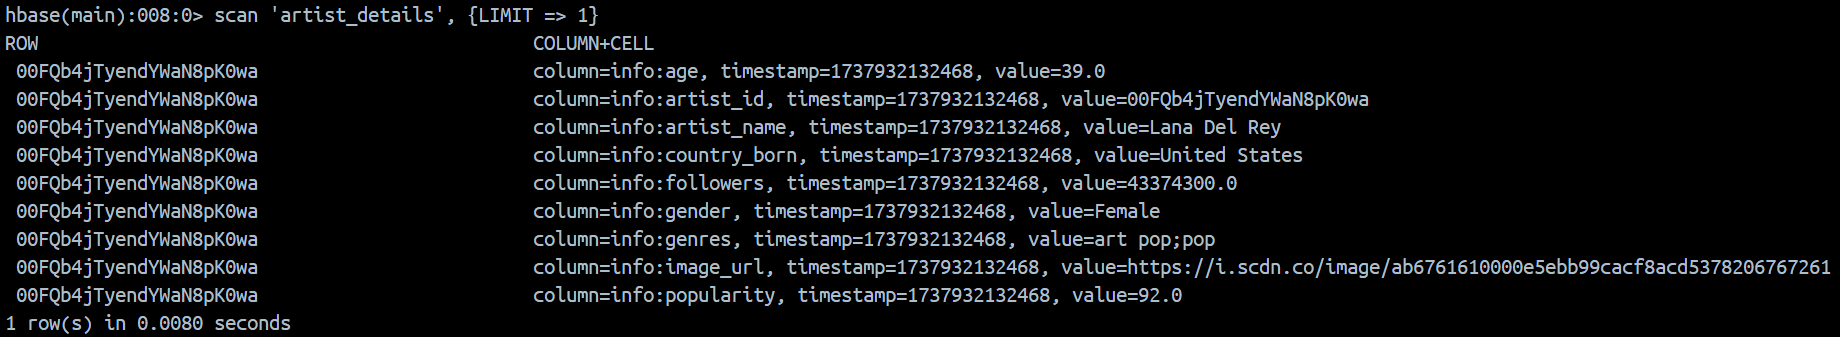 hbase(main):008:0> scan 'artist_details', {LIMIT => 1}
ROW COLUMN+CELL
00FQb4jTyendYWaN8pK0wa column=info:age, timestamp=1737932132468, value=39.0
00FQb4jTyendYWaN8pK0wa column=info:artist_id, timestamp=1737932132468, value=00FQb4jTyendYWaN8pK0wa
00FQb4jTyendYWaN8pK0wa column=info:artist_name, timestamp=1737932132468, value=Lana Del Rey
00FQb4jTyendYWaN8pK0wa column=info:country_born, timestamp=1737932132468, value=United States
00FQb4jTyendYWaN8pK0wa column=info:followers, timestamp=1737932132468, value=43374300.0
00FQb4jTyendYWaN8pK0wa column=info:gender, timestamp=1737932132468, value=Female
00FQb4jTyendYWaN8pK0wa column=info:genres, timestamp=1737932132468, value=art pop;pop
00FQb4jTyendYWaN8pK0wa column=info:image_url, timestamp=1737932132468, value=https://i.scdn.co/image/ab6761610000e5ebb99cacf8acd5378206767261
00FQb4jTyendYWaN8pK0wa column=info:popularity, timestamp=1737932132468, value=92.0
1 row(s) in 0.0080 seconds